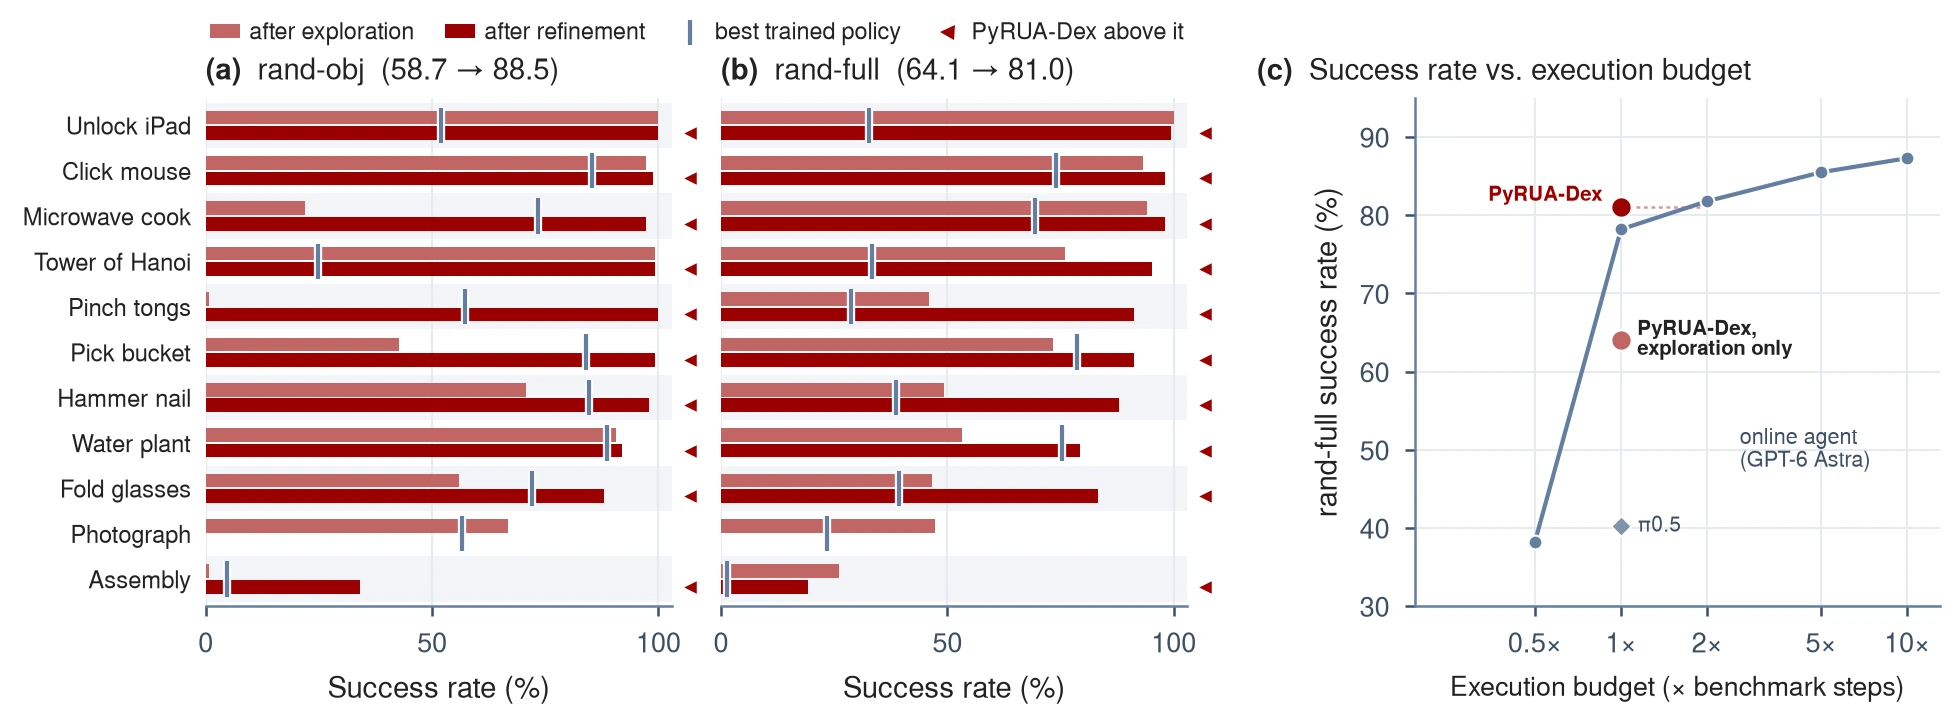 after exploration after refinement best trained policy PyRUA-Dex above it
(a) rand-obj (58.7 → 88.5)
(b) rand-full (64.1 → 81.0)
(c) Success rate vs. execution budget
Unlock iPad
Click mouse
Microwave cook
Tower of Hanoi
Pinch tongs
Pick bucket
Hammer nail
Water plant
Fold glasses
Photograph
Assembly
0 50 100
Success rate (%)
0 50 100
Success rate (%)
rand-full success rate (%)
90
80
70
60
50
40
30
PyRUA-Dex
PyRUA-Dex,
exploration only
online agent
(GPT-6 Astra)
π0.5
0.5× 1× 2× 5× 10×
Execution budget (× benchmark steps)